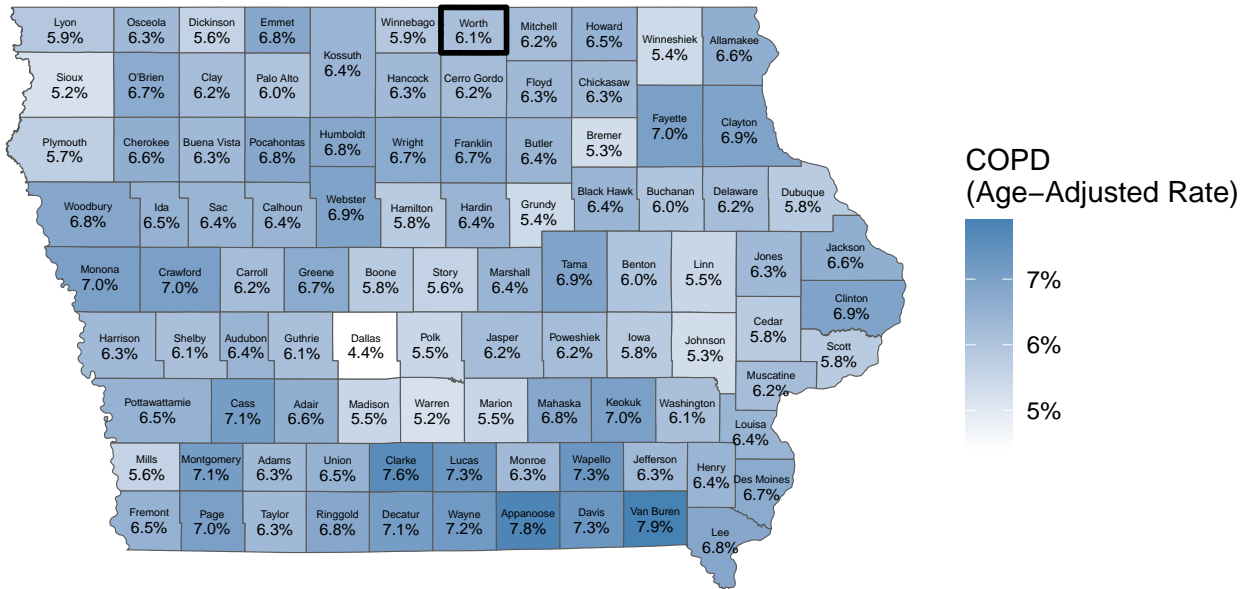 Lyon
5.9%
Osceola
6.3%
Dickinson
5.6%
Emmet
6.8%
Kossuth
6.4%
Winnebago
5.9%
Worth
6.1%
Mitchell
6.2%
Howard
6.5%
Winneshiek
5.4%
Allamakee
6.6%
Sioux
5.2%
O'Brien
6.7%
Clay
6.2%
Palo Alto
6.0%
Hancock
6.3%
Cerro Gordo
6.2%
Floyd
6.3%
Chickasaw
6.3%
Fayette
7.0%
Clayton
6.9%
Plymouth
5.7%
Cherokee
6.6%
Buena Vista
6.3%
Pocahontas
6.8%
Humboldt
6.8%
Wright
6.7%
Franklin
6.7%
Butler
6.4%
Bremer
5.3%
Woodbury
6.8%
Ida
6.5%
Sac
6.4%
Calhoun
6.4%
Webster
6.9%
Hamilton
5.8%
Hardin
6.4%
Grundy
5.4%
Black Hawk
6.4%
Buchanan
6.0%
Delaware
6.2%
Dubuque
5.8%
Monona
7.0%
Crawford
7.0%
Carroll
6.2%
Greene
6.7%
Boone
5.8%
Story
5.6%
Marshall
6.4%
Tama
6.9%
Benton
6.0%
Linn
5.5%
Jones
6.3%
Jackson
6.6%
Clinton
6.9%
Harrison
6.3%
Shelby
6.1%
Audubon
6.4%
Guthrie
6.1%
Dallas
4.4%
Polk
5.5%
Jasper
6.2%
Poweshiek
6.2%
Iowa
5.8%
Johnson
5.3%
Cedar
5.8%
Scott
5.8%
Muscatine
6.2%
Pottawattamie
6.5%
Cass
7.1%
Adair
6.6%
Madison
5.5%
Warren
5.2%
Marion
5.5%
Mahaska
6.8%
Keokuk
7.0%
Washington
6.1%
Louisa
6.4%
Mills
5.6%
Montgomery
7.1%
Adams
6.3%
Union
6.5%
Clarke
7.6%
Lucas
7.3%
Monroe
6.3%
Wapello
7.3%
Jefferson
6.3%
Henry
6.4%
Des Moines
6.7%
Fremont
6.5%
Page
7.0%
Taylor
6.3%
Ringgold
6.8%
Decatur
7.1%
Wayne
7.2%
Appanoose
7.8%
Davis
7.3%
Van Buren
7.9%
Lee
6.8%
COPD
(Age−Adjusted Rate)
7%
6%
5%